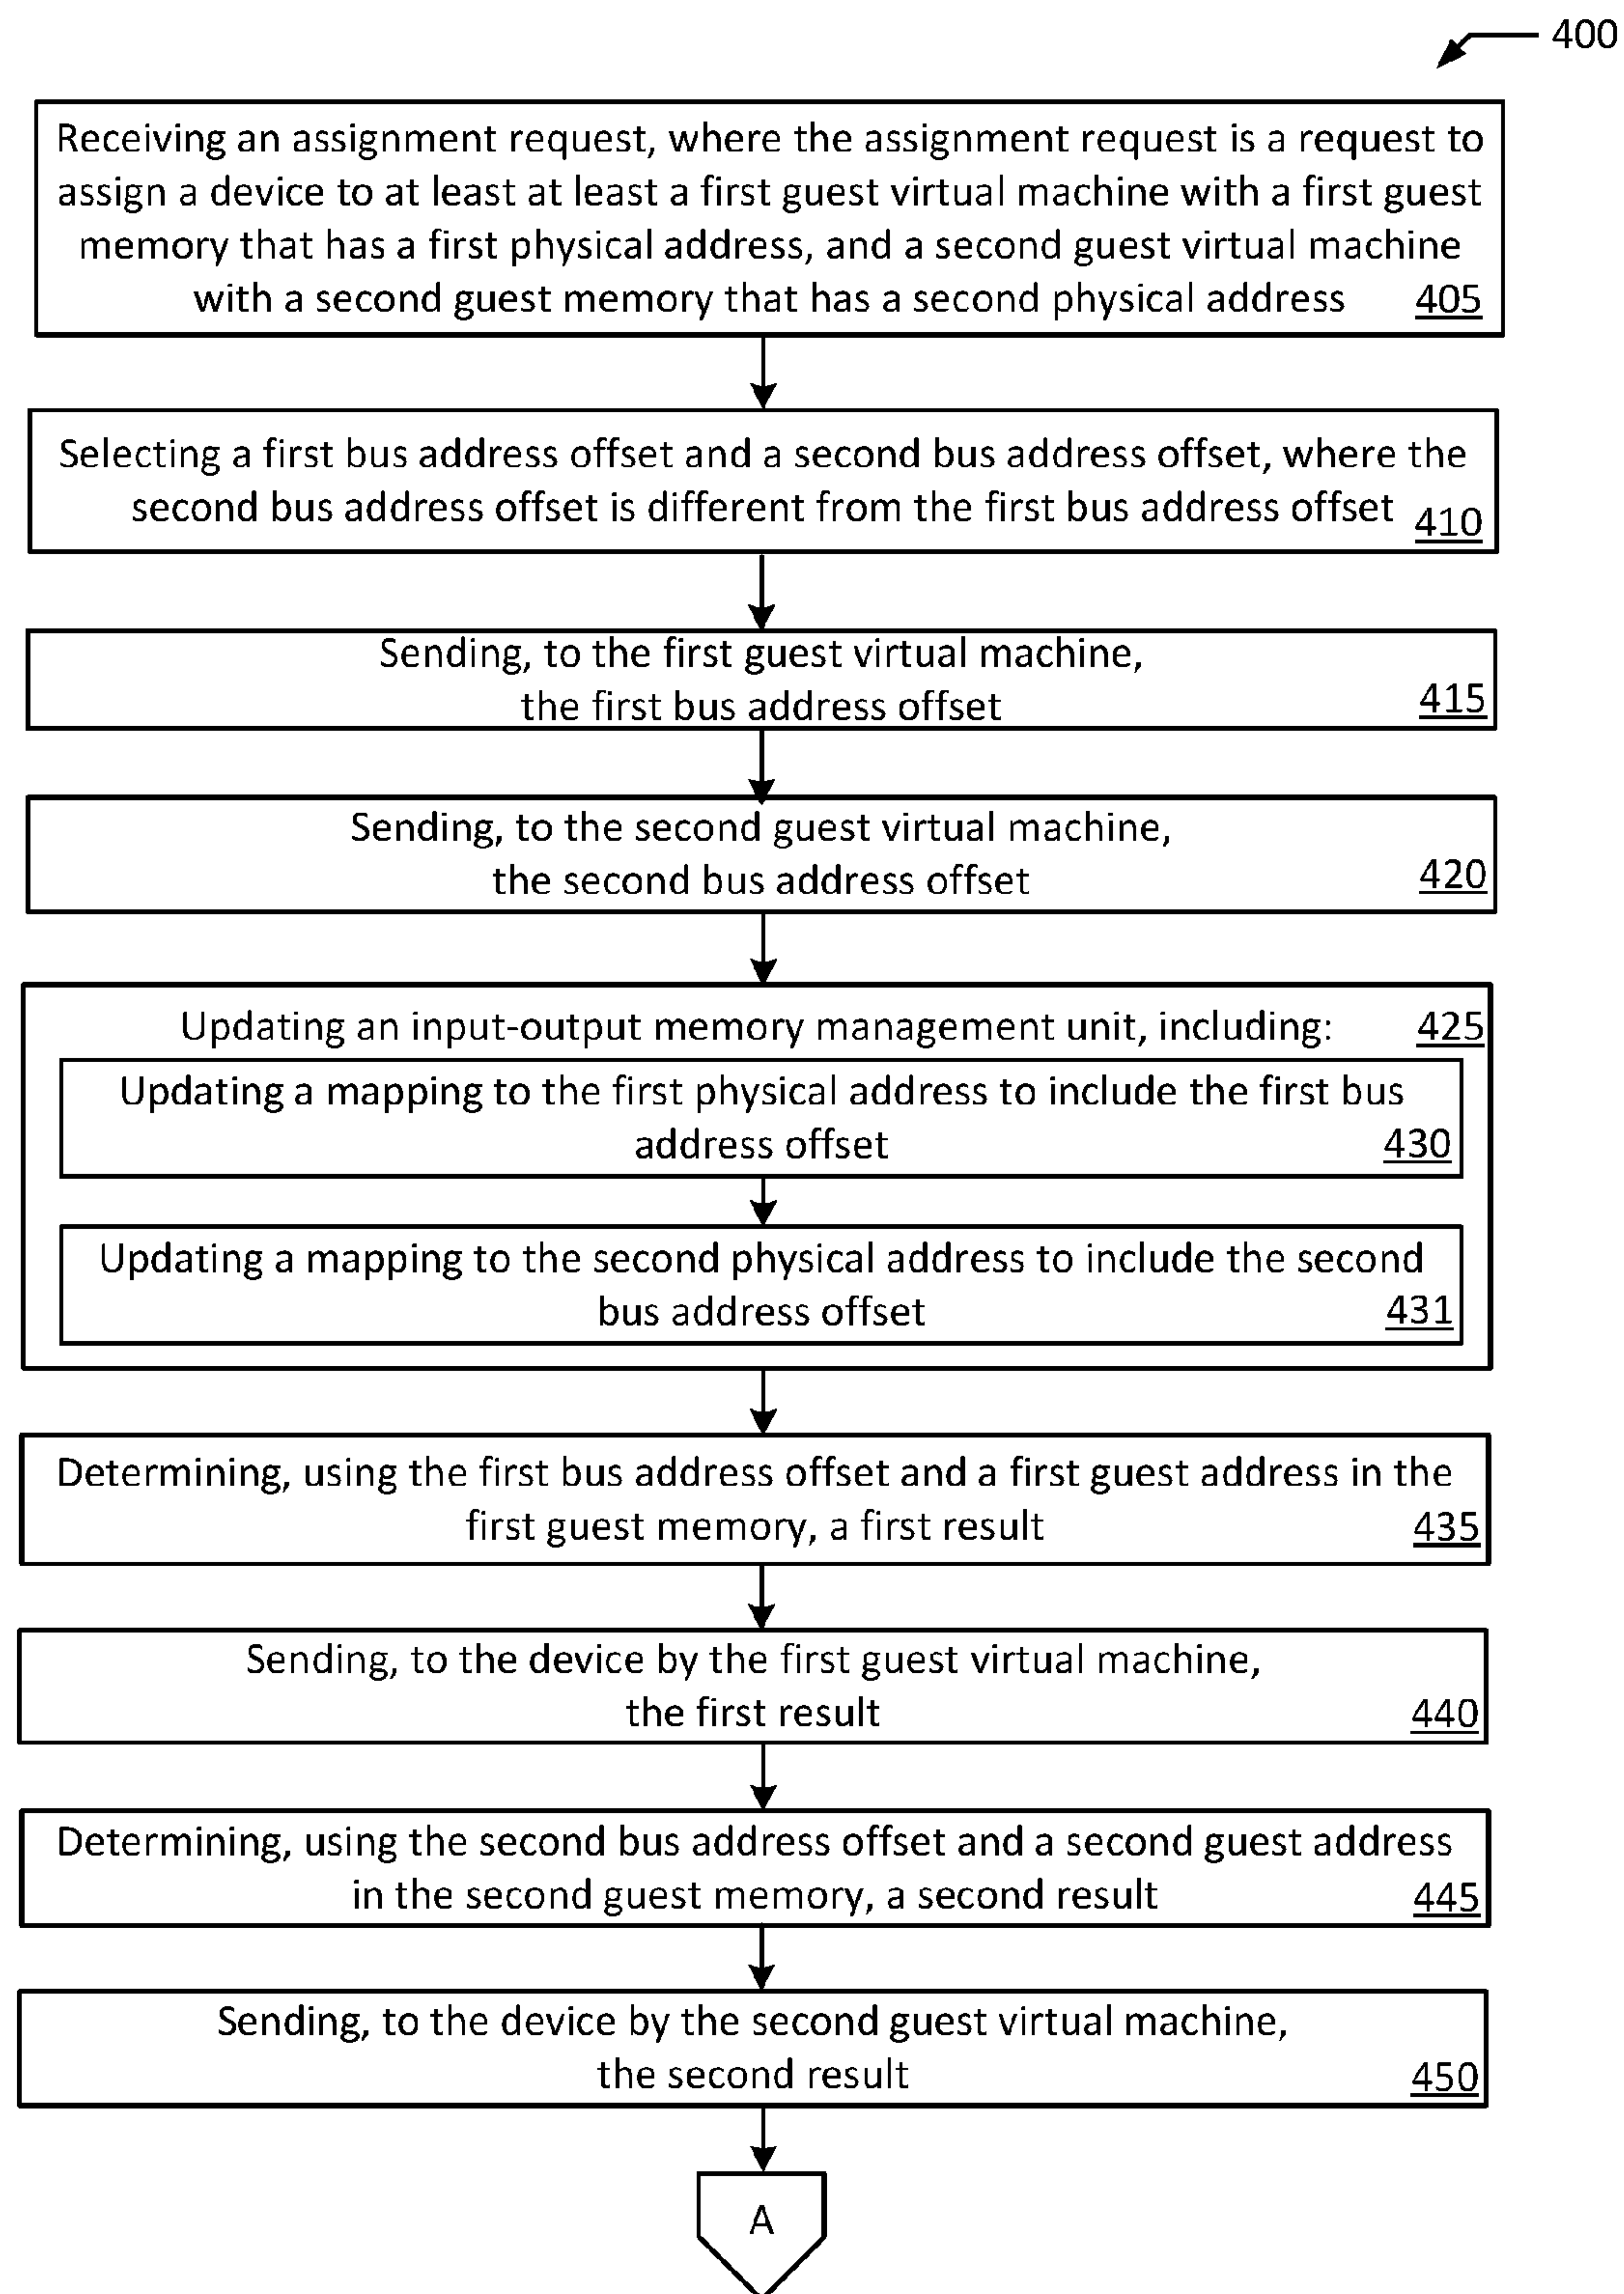 400
Receiving an assignment request, where the assignment request is a request to
assign a device to at least at least a first guest virtual machine with a first guest
memory that has a first physical address, and a second guest virtual machine
with a second guest memory that has a second physical address 405
Selecting a first bus address offset and a second bus address offset, where the
second bus address offset is different from the first bus address offset 410
Sending, to the first guest virtual machine,
the first bus address offset 415
Sending, to the second guest virtual machine,
the second bus address offset 420
Updating an input-output memory management unit, including: 425
Updating a mapping to the first physical address to include the first bus
address offset 430
Updating a mapping to the second physical address to include the second
bus address offset 431
Determining, using the first bus address offset and a first guest address in the
first guest memory, a first result 435
Sending, to the device by the first guest virtual machine,
the first result 440
Determining, using the second bus address offset and a second guest address
in the second guest memory, a second result 445
Sending, to the device by the second guest virtual machine,
the second result 450
A